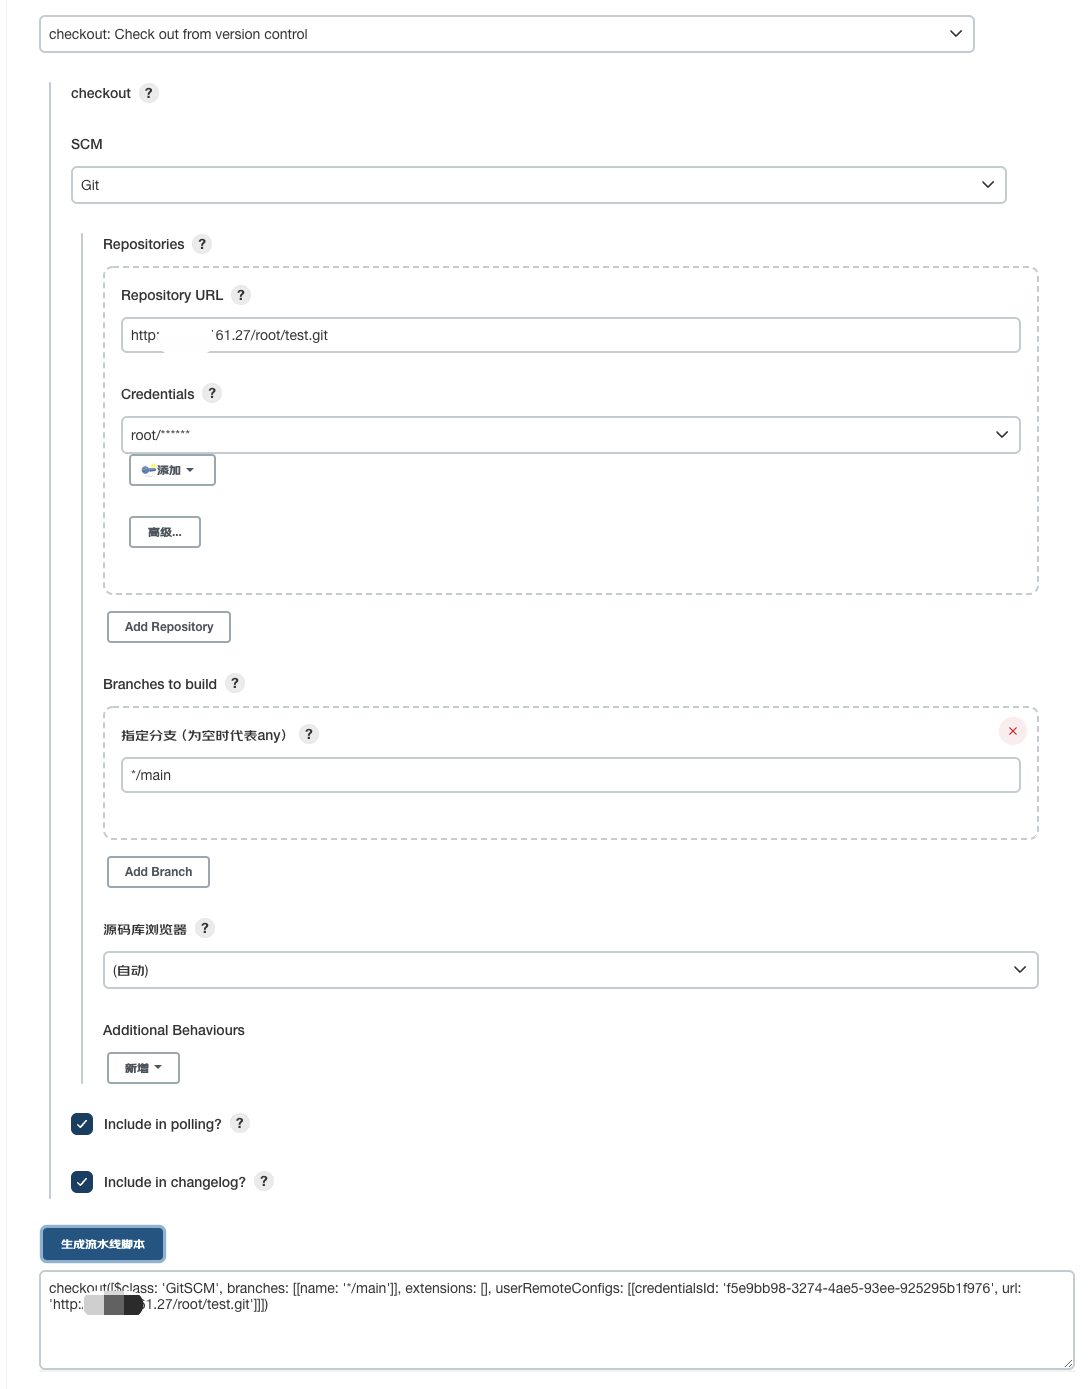 checkout: Check out from version control
checkout ?
SCM
Git
Repositories ?
Repository URL ?
http: 61.27/root/test.git
Credentials ?
root/******
添加
高级...
Add Repository
Branches to build ?
指定分支（为空时代表any） ?
*/main
Add Branch
源码库浏览器 ?
(自动)
Additional Behaviours
新增
Include in polling? ?
Include in changelog? ?
生成流水线脚本
checkout([$class: 'GitSCM', branches: [[name: '*/main']], extensions: [], userRemoteConfigs: [[credentialsId: 'f5e9bb98-3274-4ae5-93ee-925295b1f976', url:
'http: 61.27/root/test.git']]])